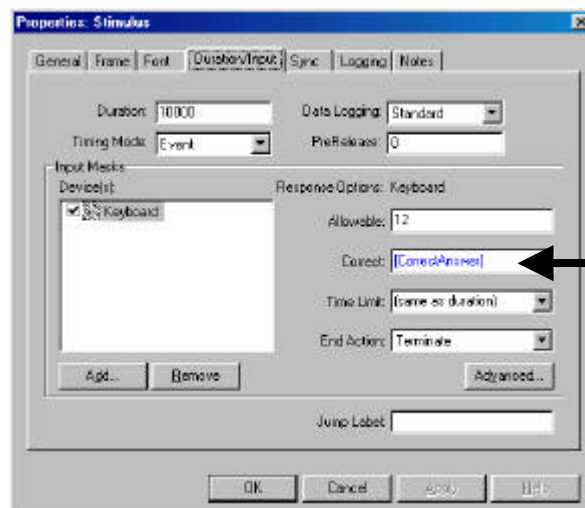 Properties: Stimulus
General Frame Font Duration/Input Sync Logging Notes
Duration: 10000 Data Logging: Standard
Timing Mode: Event PreRelease: 0
Input Masks
Device(s): Response Options: Keyboard
Keyboard
Allowable: 12
Correct: [CorrectAnswer]
Time Limit: (same as duration)
End Action: Terminate
Add... Remove Advanced...
Jump Label:
OK Cancel Apply Help